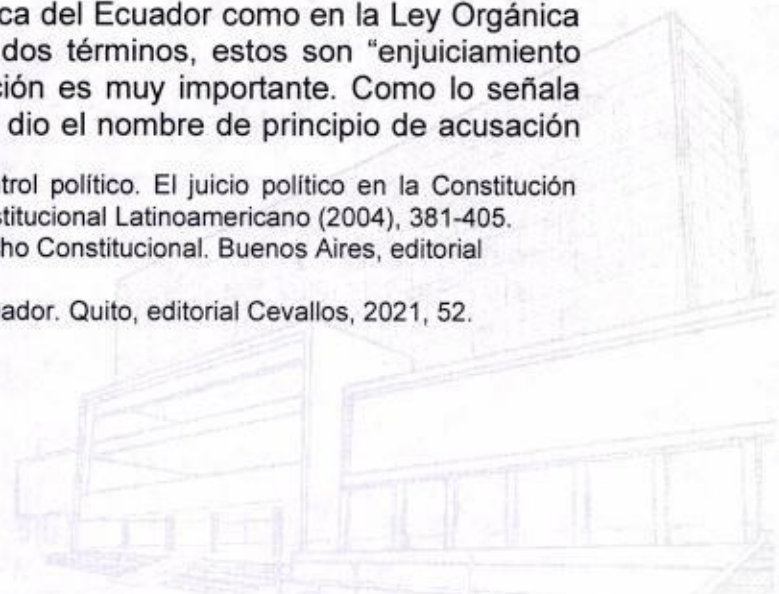 ca del Ecuador como en la Ley Orgánica
dos términos, estos son “enjuiciamiento
ción es muy importante. Como lo señala
dio el nombre de principio de acusación
trol político. El juicio político en la Constitución
stitucional Latinoamericano (2004), 381-405.
ho Constitucional. Buenos Aires, editorial
ador. Quito, editorial Cevallos, 2021, 52.